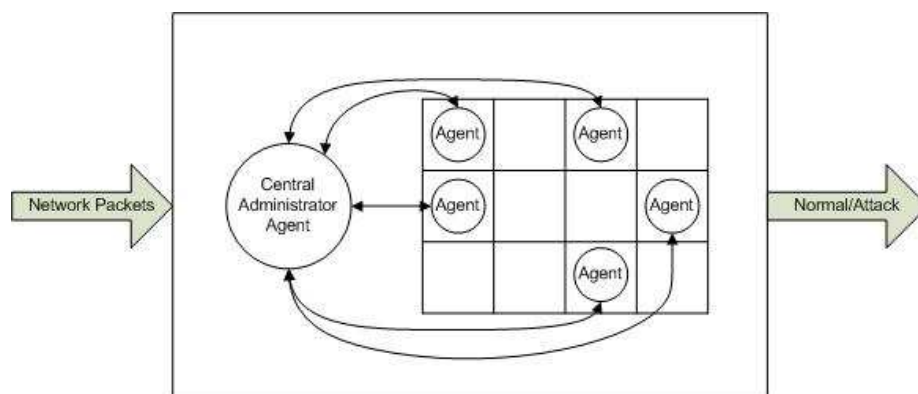 Network Packets
Central
Administrator
Agent
Agent
Agent
Agent
Agent
Agent
Normal/Attack